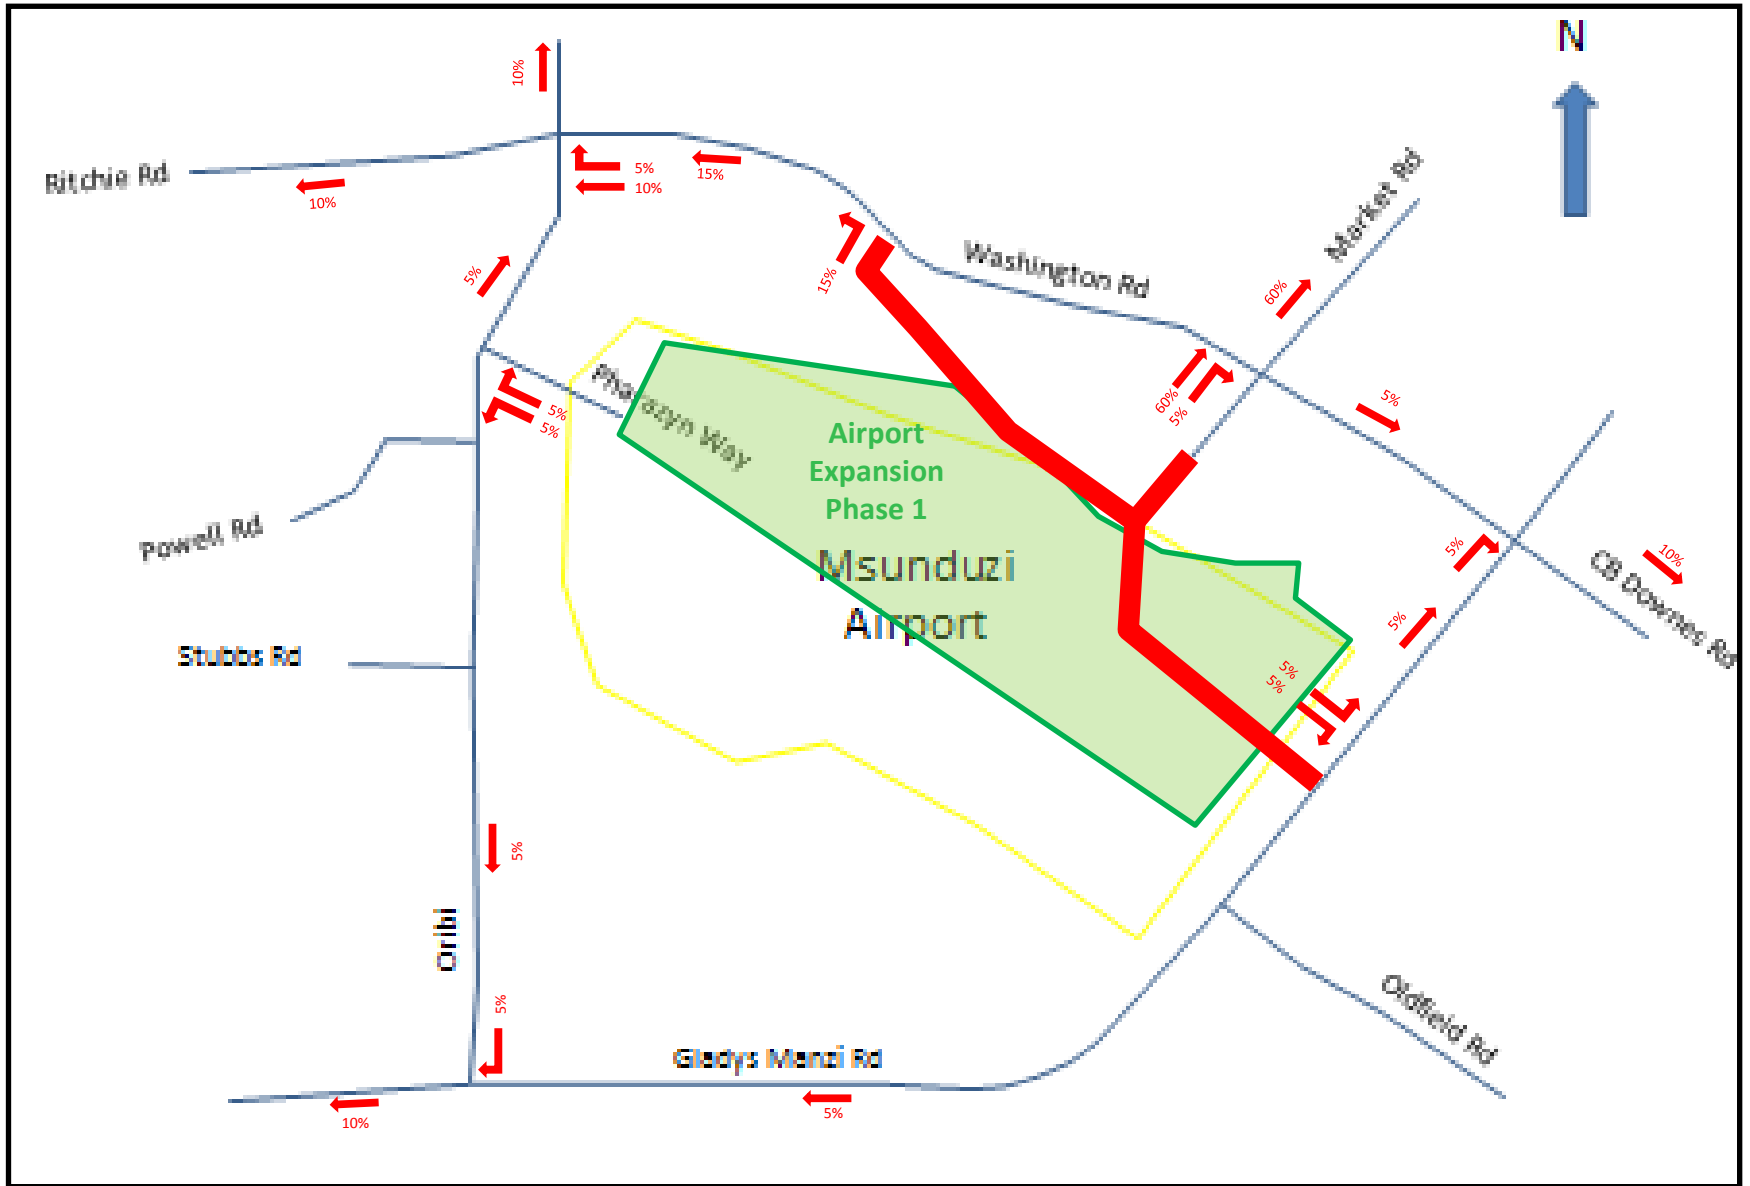 N
10%
Ritchie Rd
10%
5%
10%
15%
Market Rd
Washington Rd
60%
5%
15%
60%
5%
5%
Pharazyn Way
5%
5%
Airport
Expansion
Phase 1
Msunduzi
Airport
Powell Rd
5%
10%
CB Downes Rd
5%
Stubbs Rd
5%
5%
5%
Oribi
5%
Oldfield Rd
Gladys Manzi Rd
10%
5%